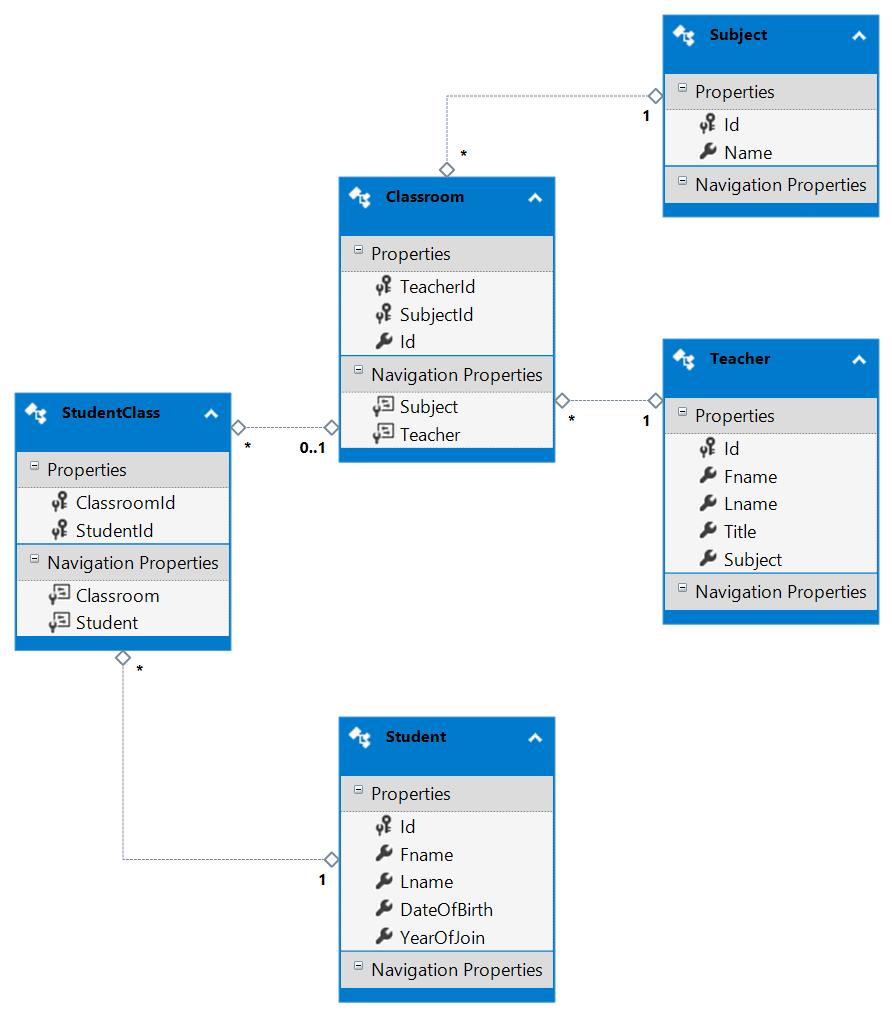 Subject
Properties
Id
Name
Navigation Properties
1
*
Classroom
Properties
TeacherId
SubjectId
Id
Navigation Properties
Subject
Teacher
*
1
Teacher
Properties
Id
Fname
Lname
Title
Subject
Navigation Properties
StudentClass
Properties
ClassroomId
StudentId
Navigation Properties
Classroom
Student
*
0..1
*
1
Student
Properties
Id
Fname
Lname
DateOfBirth
YearOfJoin
Navigation Properties